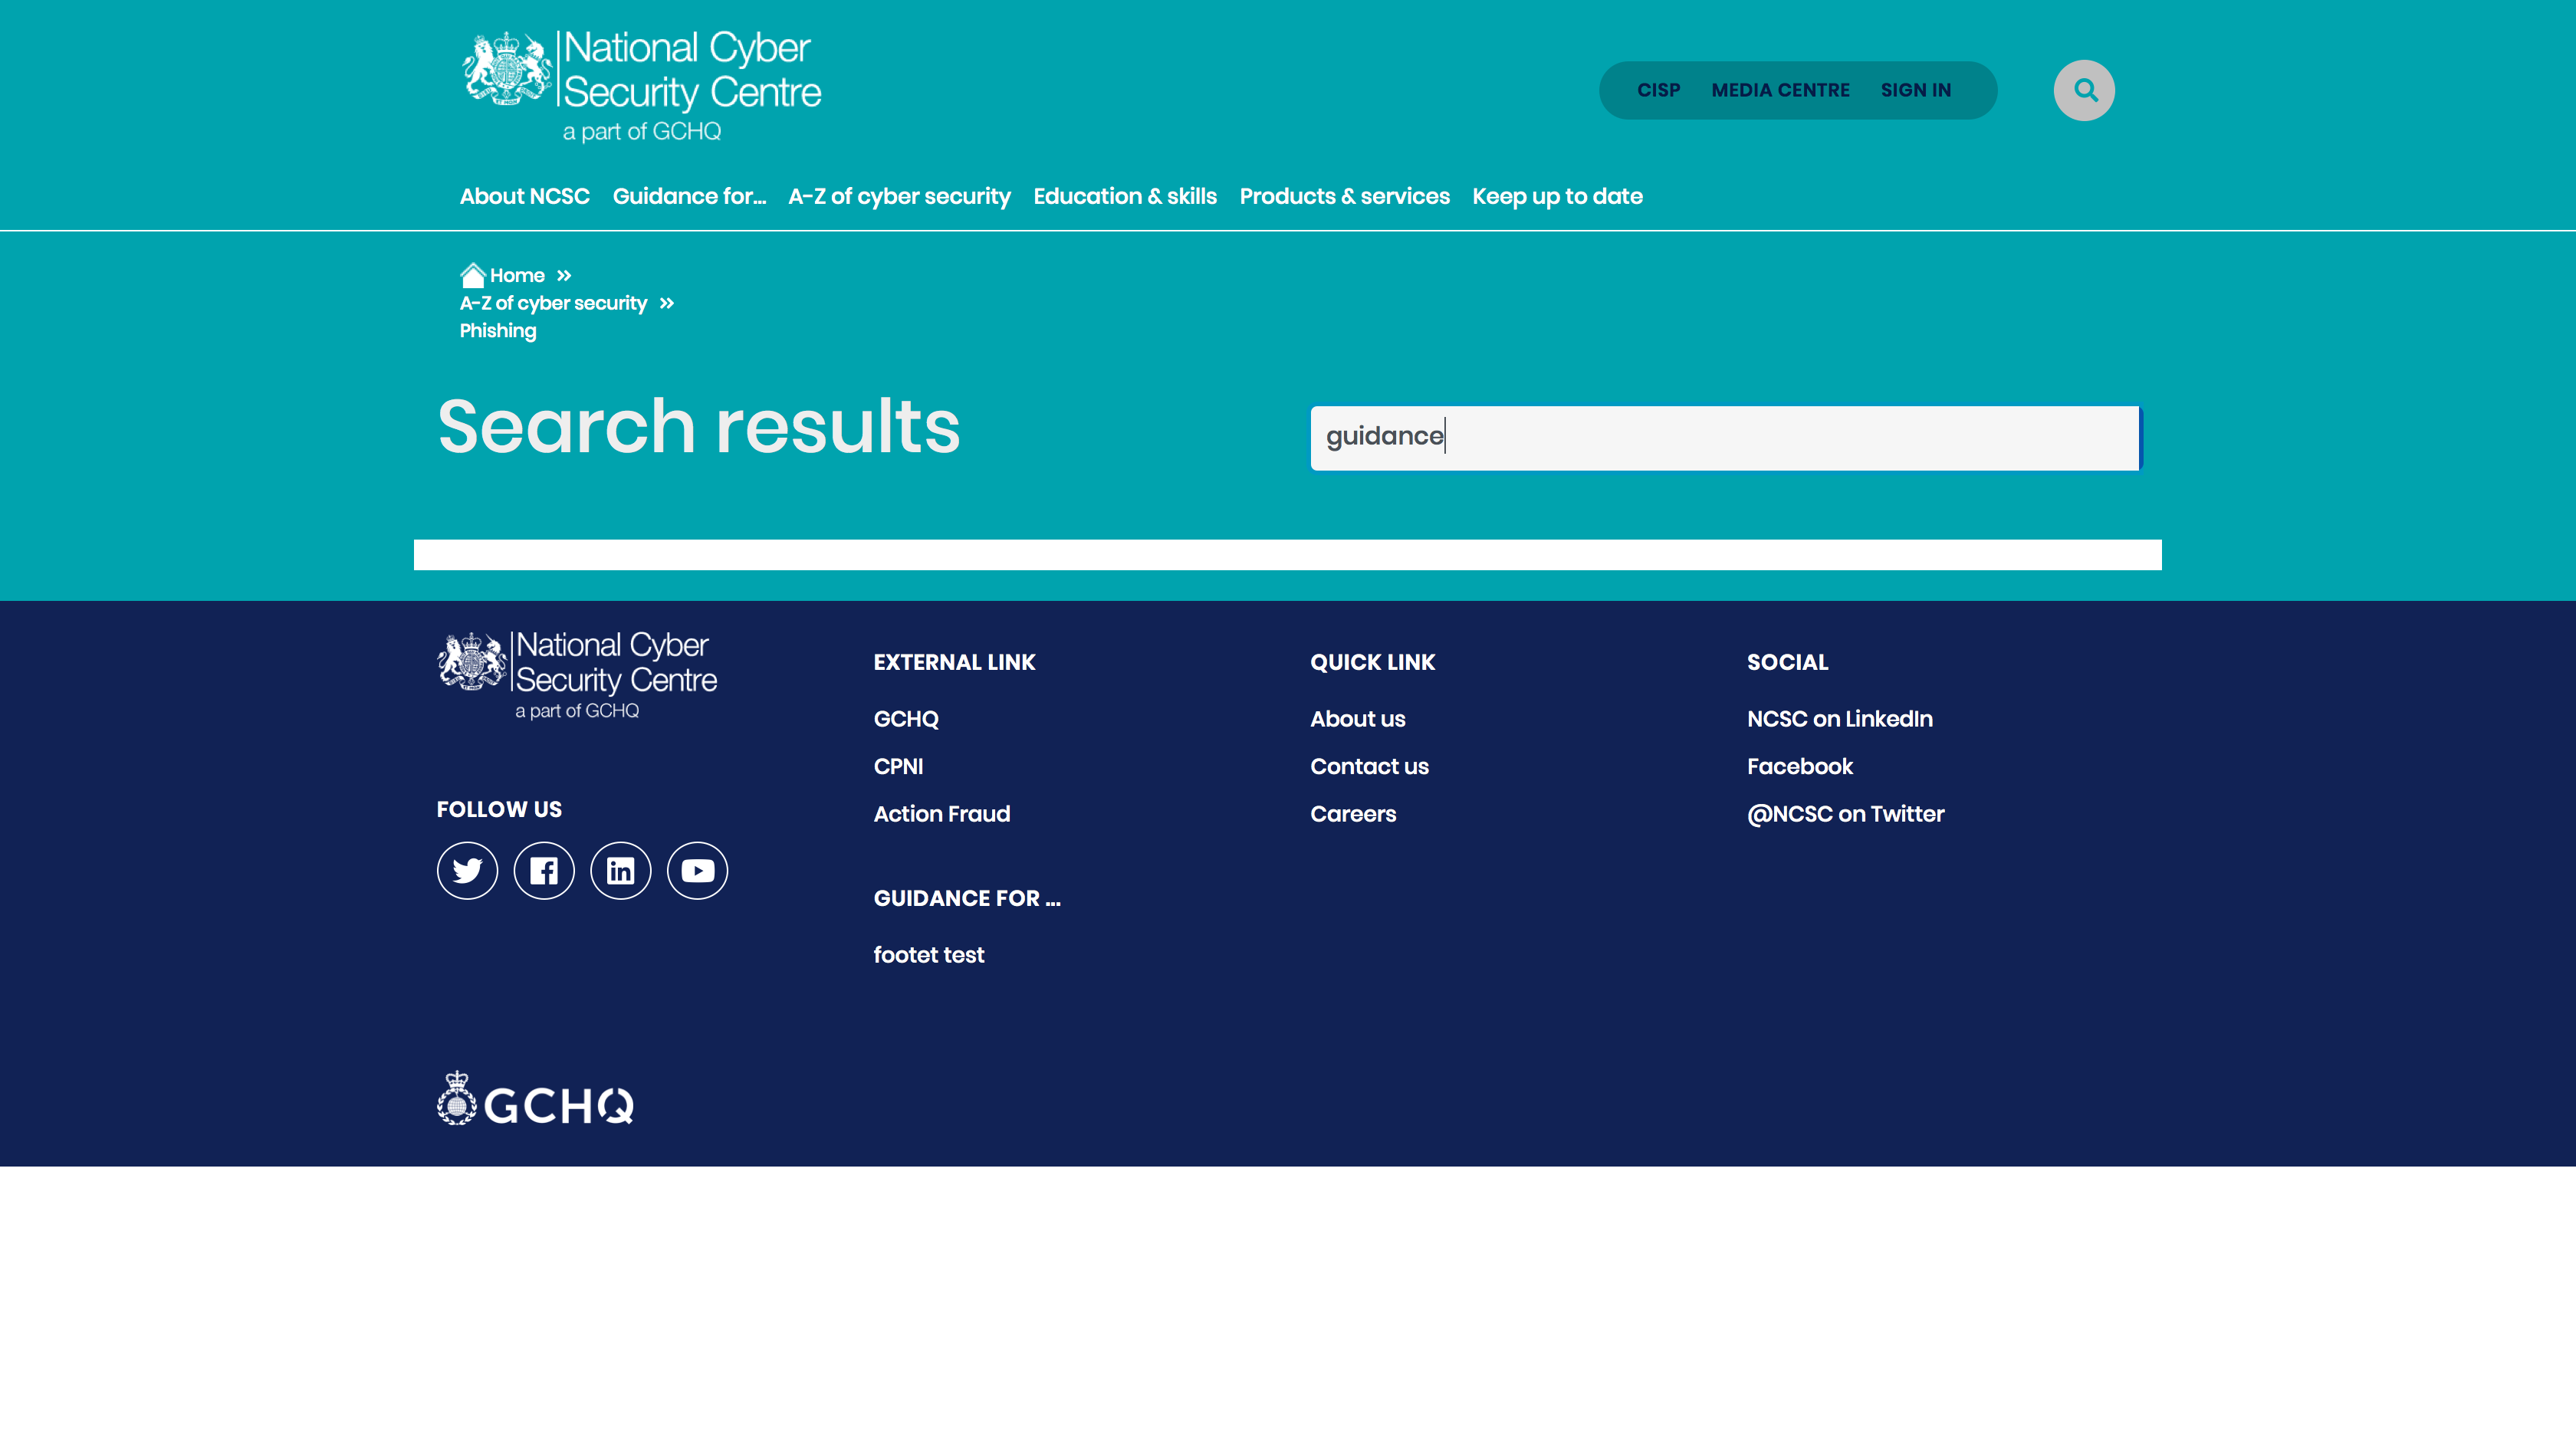 National Cyber
Security Centre
a part of GCHQ
CISP MEDIA CENTRE SIGN IN
About NCSC Guidance for... A-Z of cyber security Education & skills Products & services Keep up to date
Home »
A-Z of cyber security »
Phishing
Search results
guidance
National Cyber
Security Centre
a part of GCHQ
FOLLOW US
EXTERNAL LINK
GCHQ
CPNI
Action Fraud
GUIDANCE FOR ...
footet test
QUICK LINK
About us
Contact us
Careers
SOCIAL
NCSC on LinkedIn
Facebook
@NCSC on Twitter
GCHQ